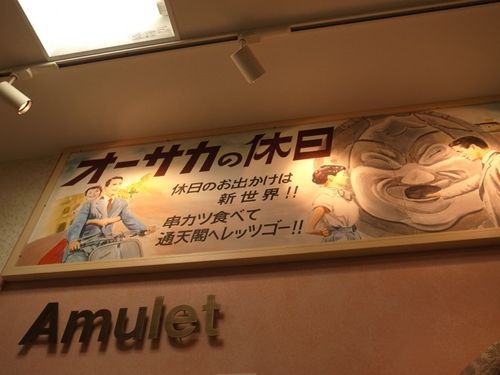 オーサカの休日
休日のお出かけは
新世界!!
串カツ食べて
通天閣へレッツゴー!!
Amulet